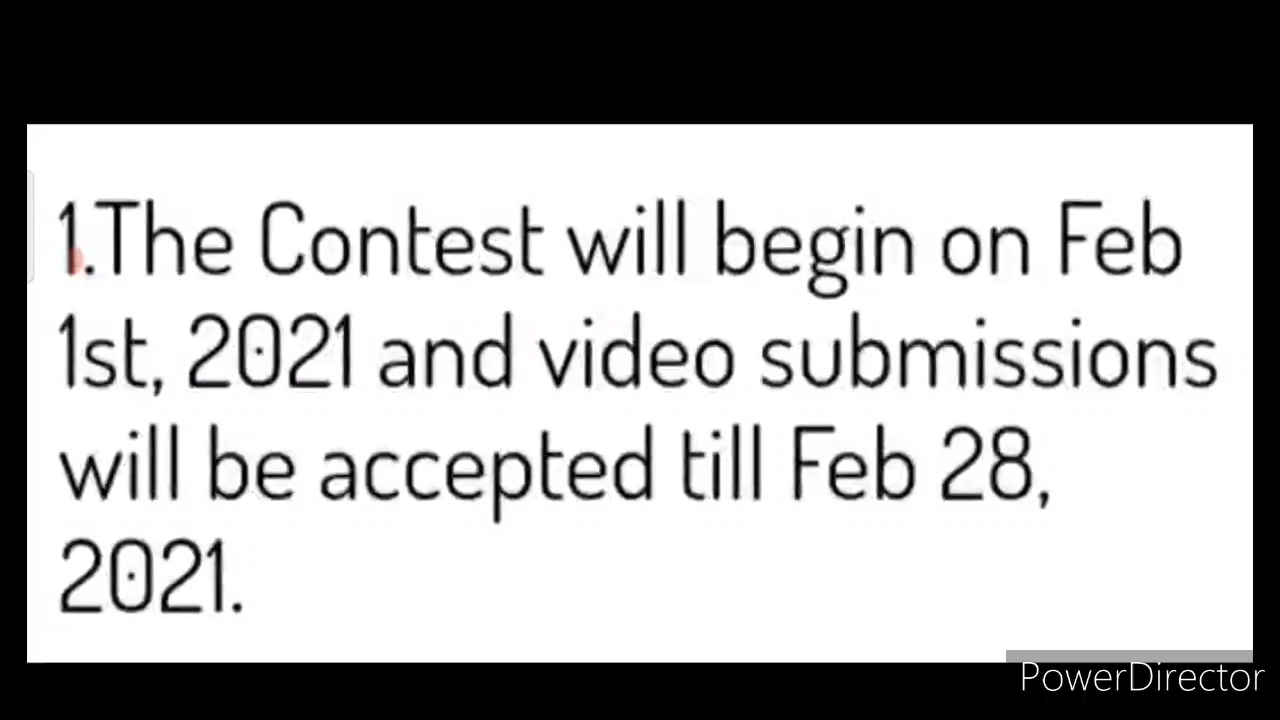 1.The Contest will begin on Feb
1st, 2021 and video submissions
will be accepted till Feb 28,
2021.
PowerDirector